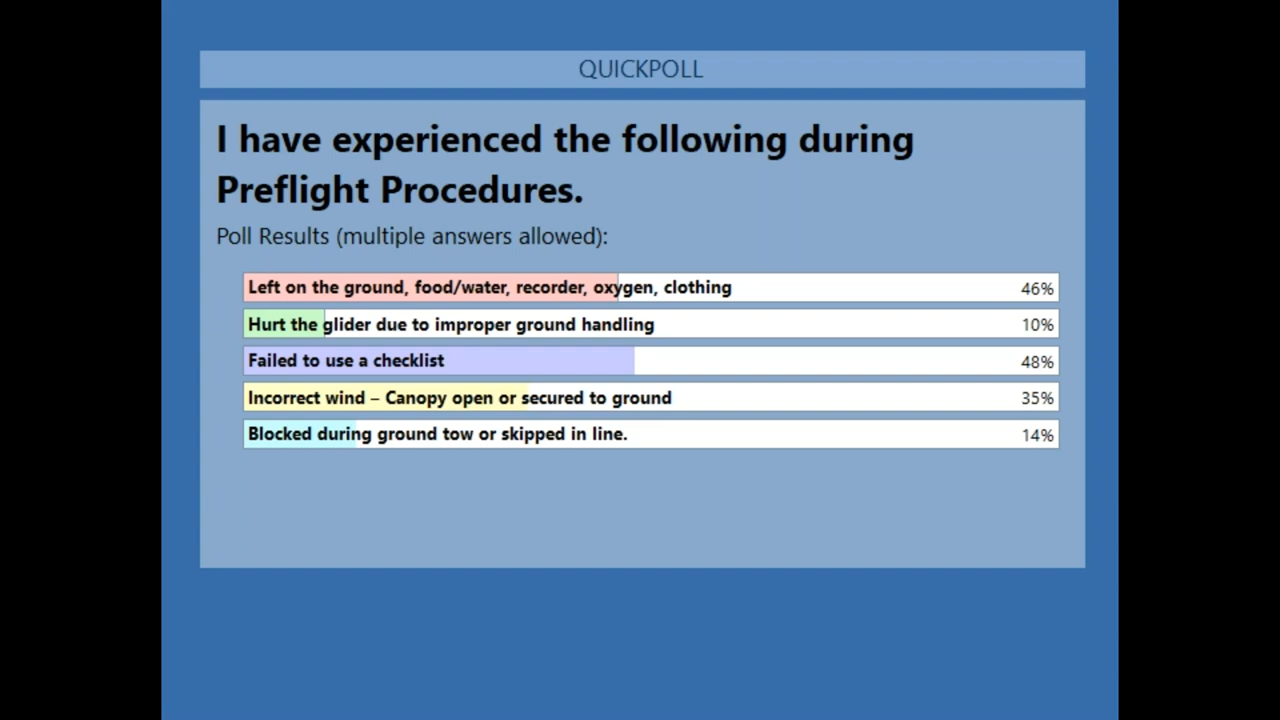 QUICKPOLL
I have experienced the following during
Preflight Procedures.
Poll Results (multiple answers allowed):
Left on the ground, food/water, recorder, oxygen, clothing 46%
Hurt the glider due to improper ground handling 10%
Failed to use a checklist 48%
Incorrect wind – Canopy open or secured to ground 35%
Blocked during ground tow or skipped in line. 14%